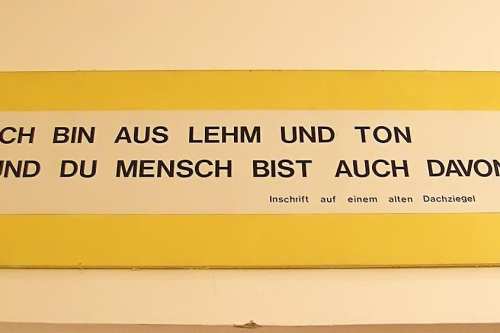 CH BIN AUS LEHM UND TON
UND DU MENSCH BIST AUCH DAVON
Inschrift auf einem alten Dachziegel